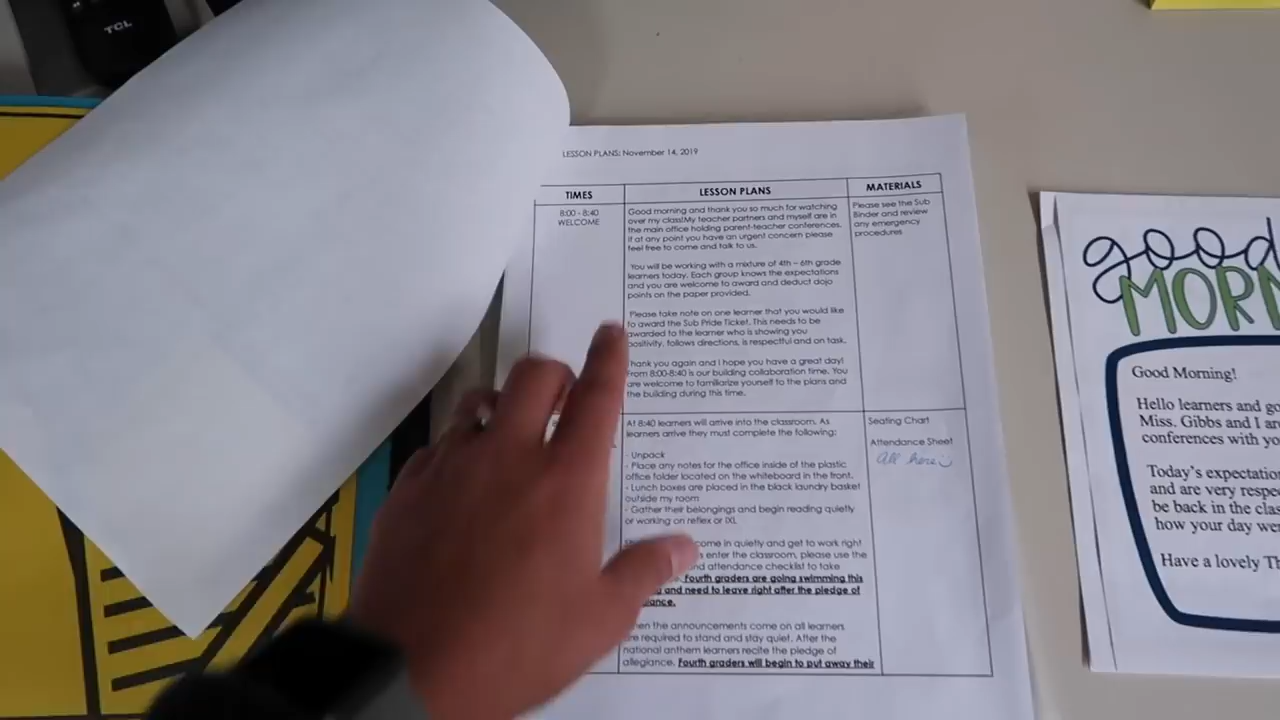 TCL
LESSON PLANS: November 14, 2019
TIMES
LESSON PLANS
MATERIALS
8:00 - 8:40
WELCOME
Good morning and thank you so much for watching
over my class!My teacher partners and myself are in
the main office holding parent-teacher conferences.
If at any point you have an urgent concern please
feel free to come and talk to us.
You will be working with a mixture of 4th – 6th grade
learners today. Each group knows the expectations
and you are welcome to award and deduct dojo
points on the paper provided.
Please take note on one learner that you would like
to award the Sub Pride Ticket. This needs to be
awarded to the learner who is showing you
positivity, follows directions, is respectful and on task.
Thank you again and I hope you have a great day!
From 8:00-8:40 is our building collaboration time. You
are welcome to familiarize yourself to the plans and
the building during this time.
Please see the Sub
Binder and review
any emergency
procedures
At 8:40 learners will arrive into the classroom. As
learners arrive they must complete the following:
- Unpack
- Place any notes for the office inside of the plastic
office folder located on the whiteboard in the front.
- Lunch boxes are placed in the black laundry basket
outside my room
- Gather their belongings and begin reading quietly
or working on reflex or IXL
come in quietly and get to work right
enter the classroom, please use the
and attendance checklist to take
Fourth graders are going swimming this
and need to leave right after the pledge of
the announcements come on all learners
are required to stand and stay quiet. After the
national anthem learners recite the pledge of
allegiance. Fourth graders will begin to put away their
Seating Chart
Attendance Sheet
All here
good
MORN
Good Morning!
Hello learners and
Miss. Gibbs and I
conferences with
Today's
and are very
be back in the
how your day
Have a lovely